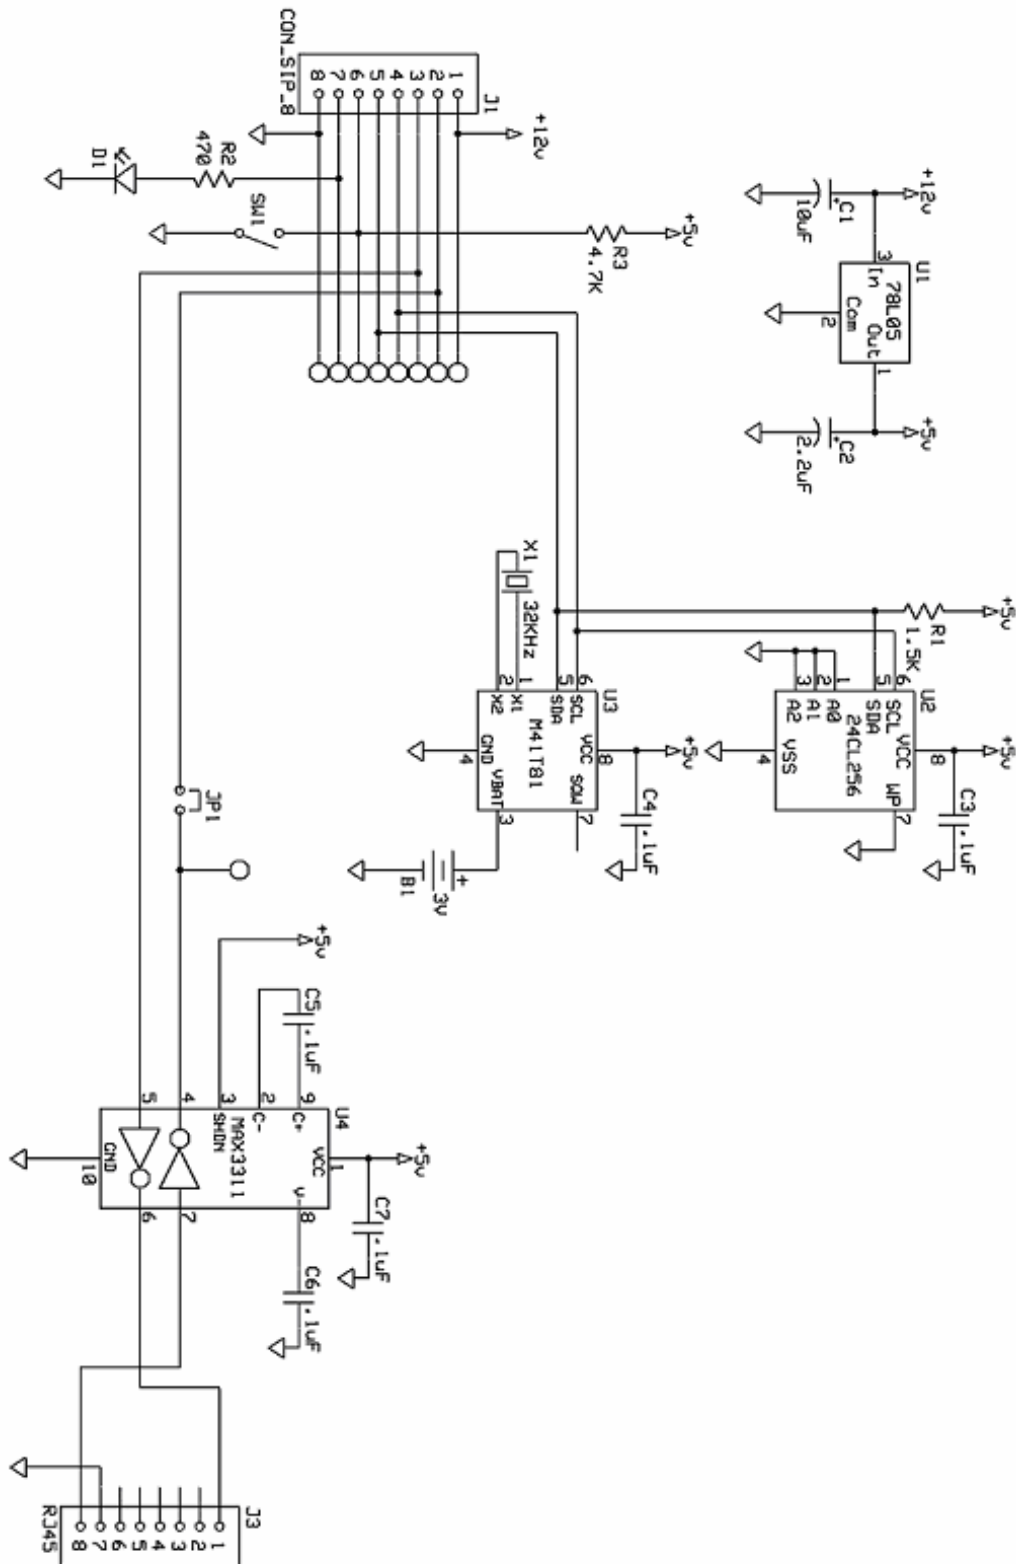 CON_SIP_8
8
7
6
5
4
3
2
1
J1
+12v
D1
R2
470
SW1
R3
4.7K
+5v
+12v
C1
+
10uF
U1
78L05
3
In
Com
2
Out
1
+5v
C2
+
2.2uF
X1
32KHz
2
X2
1
X1
5
SDA
6
SCL
U3
M41T81
VCC
8
+5v
GND
4
VBAT
3
SQW
7
C4
.1uF
B1
3V
+
+5v
R1
1.5K
U2
24CL256
6
SCL
5
SDA
1
A0
2
A1
3
A2
VCC
8
+5v
VSS
4
WP
7
C3
.1uF
JP1
+5v
C5
.1uF
5
4
3
SHDN
2
C-
9
C+
U4
MAX3311
VCC
1
+5v
GND
10
6
7
V-
8
C7
.1uF
C6
.1uF
J3
RJ45
8
7
6
5
4
3
2
1